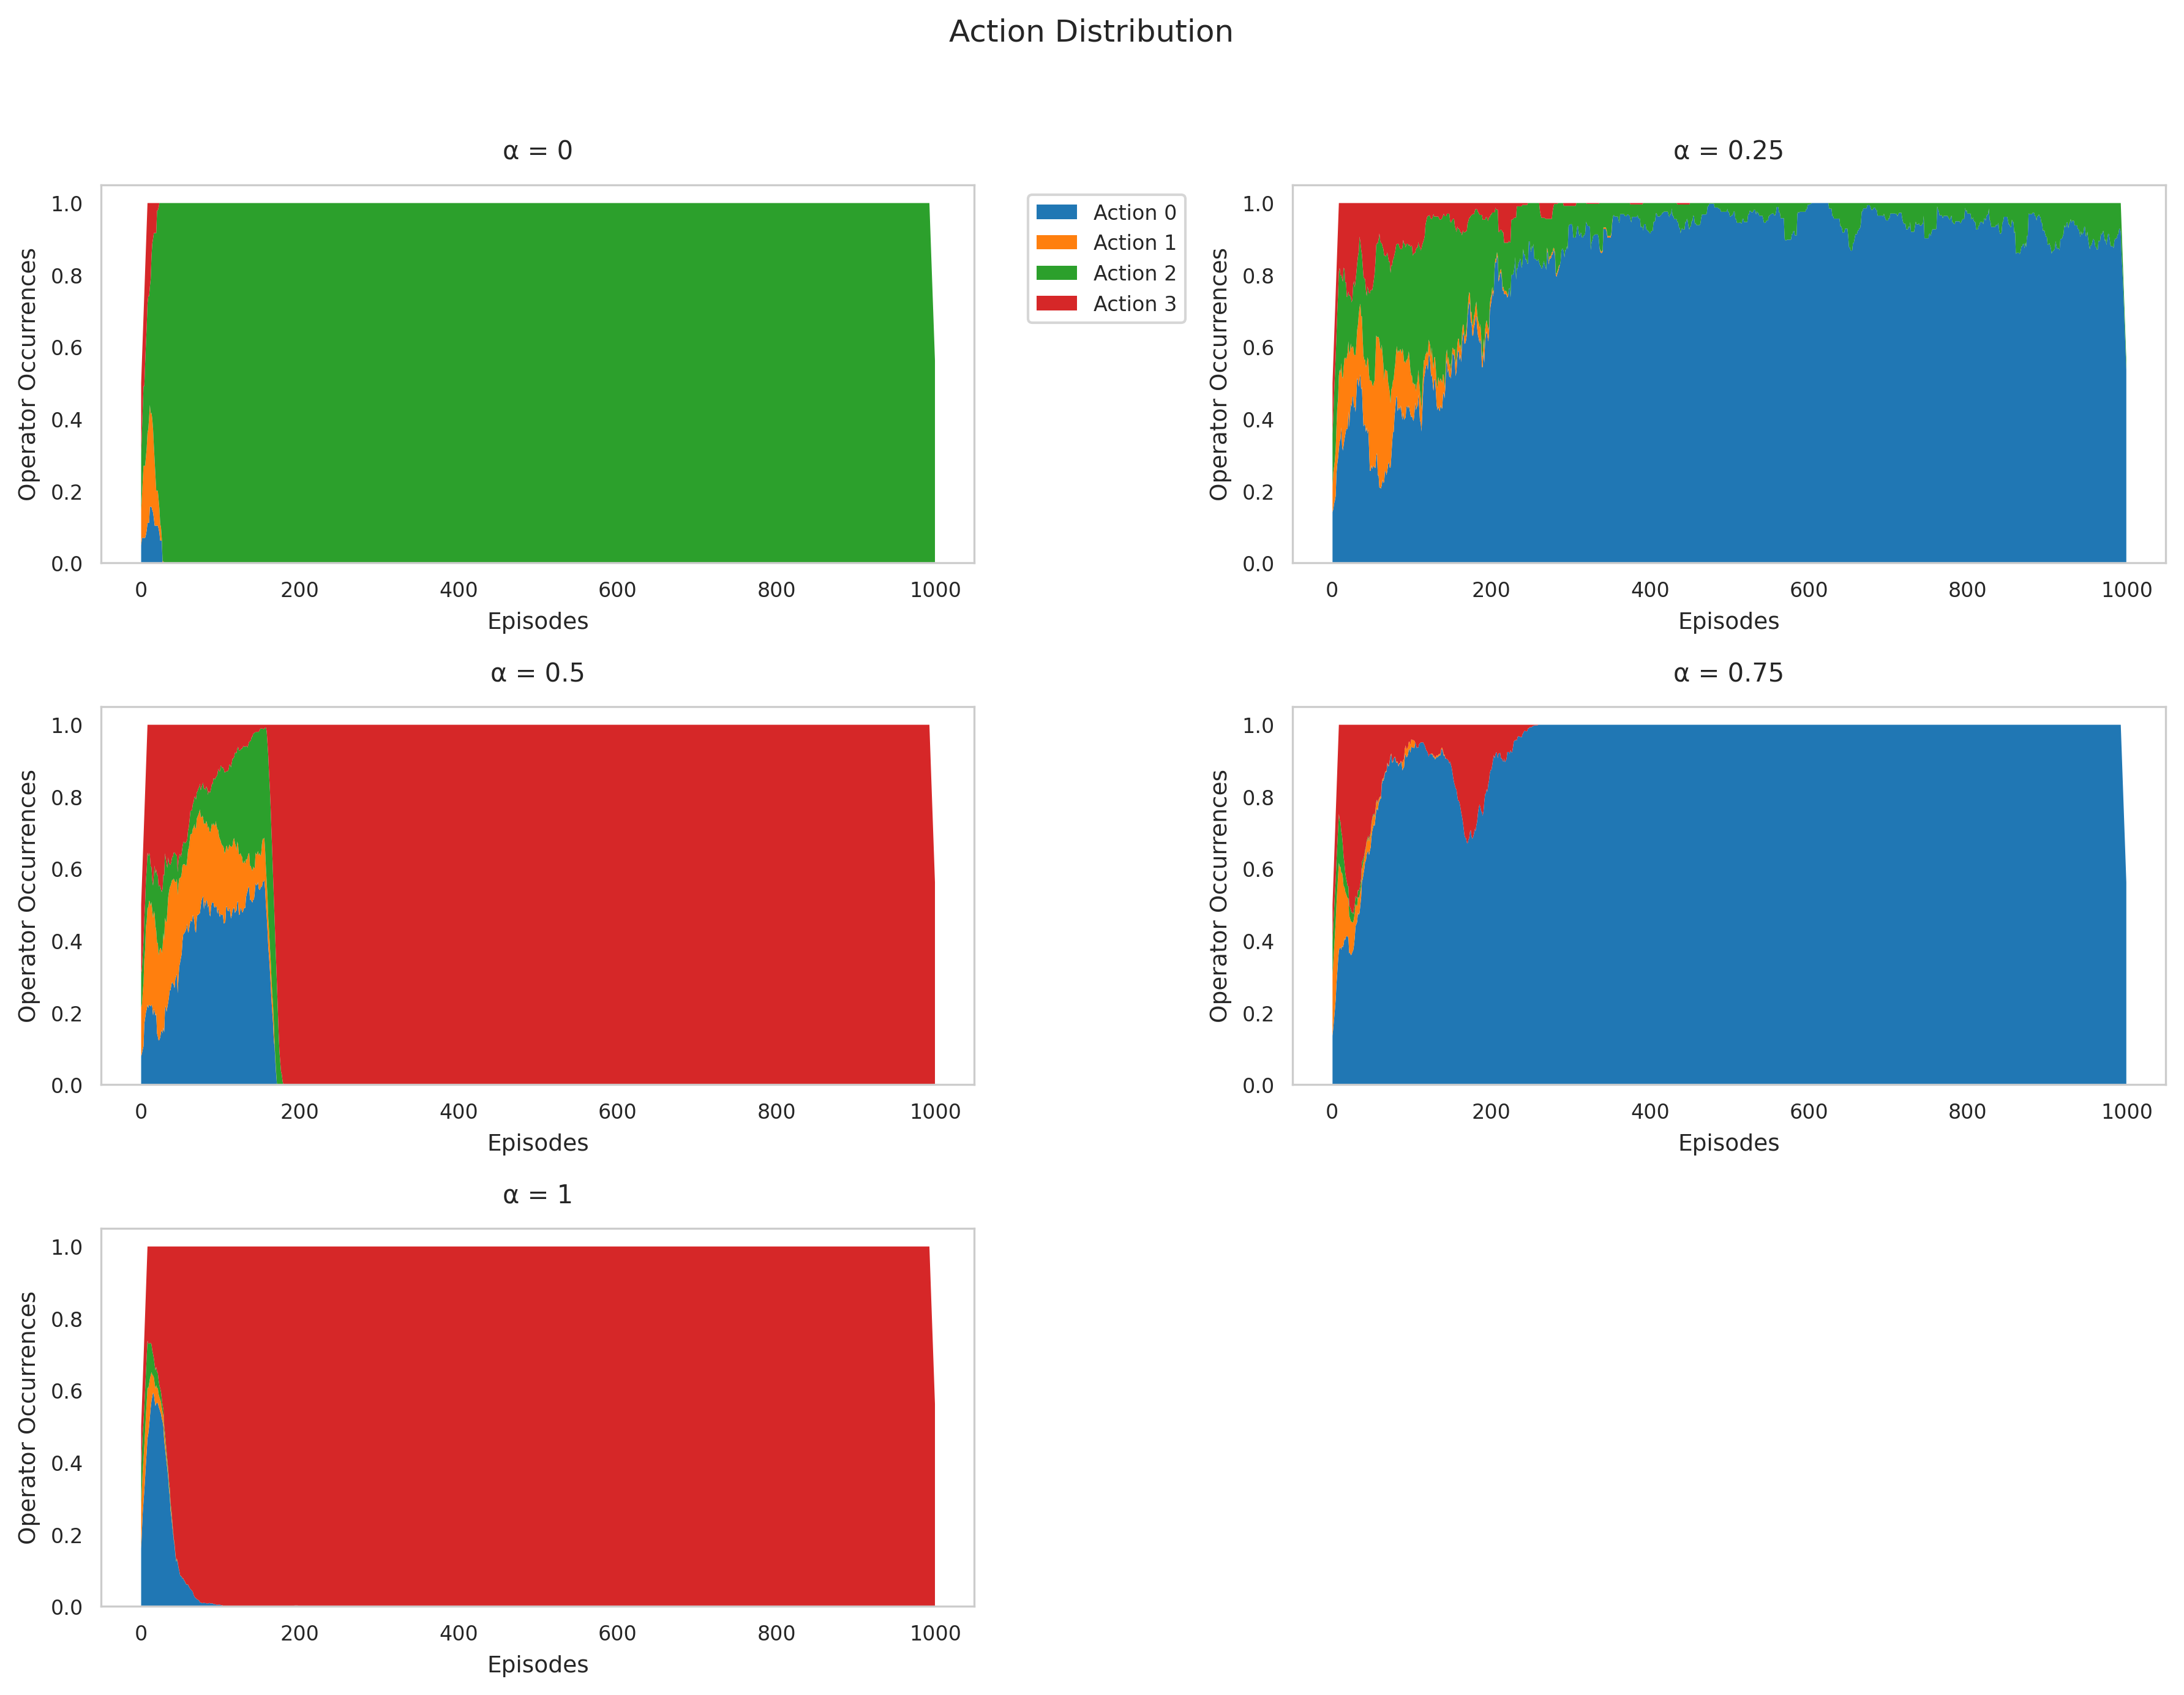 Action Distribution
α = 0
1.0
0.8
0.6
0.4
0.2
0.0
Operator Occurrences
0 200 400 600 800 1000
Episodes
Action 0
Action 1
Action 2
Action 3
α = 0.25
1.0
0.8
0.6
0.4
0.2
0.0
Operator Occurrences
0 200 400 600 800 1000
Episodes
α = 0.5
1.0
0.8
0.6
0.4
0.2
0.0
Operator Occurrences
0 200 400 600 800 1000
Episodes
α = 0.75
1.0
0.8
0.6
0.4
0.2
0.0
Operator Occurrences
0 200 400 600 800 1000
Episodes
α = 1
1.0
0.8
0.6
0.4
0.2
0.0
Operator Occurrences
0 200 400 600 800 1000
Episodes